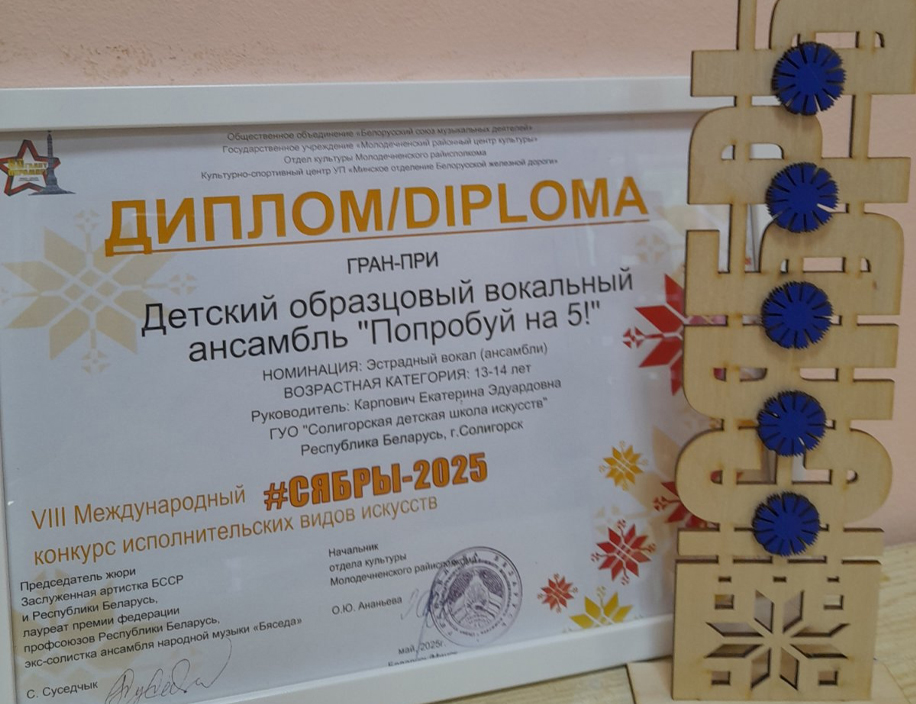 Общественное объединение «Белорусский союз музыкальных деятелей»
Государственное учреждение «Молодечненский районный центр культуры»
Отдел культуры Молодечненского райисполкома
Культурно-спортивный центр УП «Минское отделение Белорусской железной дороги»
ДИПЛОМ/DIPLOMA
ГРАН-ПРИ
Детский образцовый вокальный
ансамбль "Попробуй на 5!"
НОМИНАЦИЯ: Эстрадный вокал (ансамбли)
ВОЗРАСТНАЯ КАТЕГОРИЯ: 13-14 лет
Руководитель: Карпович Екатерина Эдуардовна
ГУО "Солигорская детская школа искусств"
Республика Беларусь, г.Солигорск
VIII Международный #СЯБРЫ-2025
конкурс исполнительских видов искусств
Председатель жюри
Заслуженная артистка БССР
и Республики Беларусь,
лауреат премии федерации
профсоюзов Республики Беларусь,
экс-солистка ансамбля народной музыки «Бяседа»
С. Суседчык
Начальник
отдела культуры
Молодечненского райисполкома
О.Ю. Ананьева
май, 2025г.